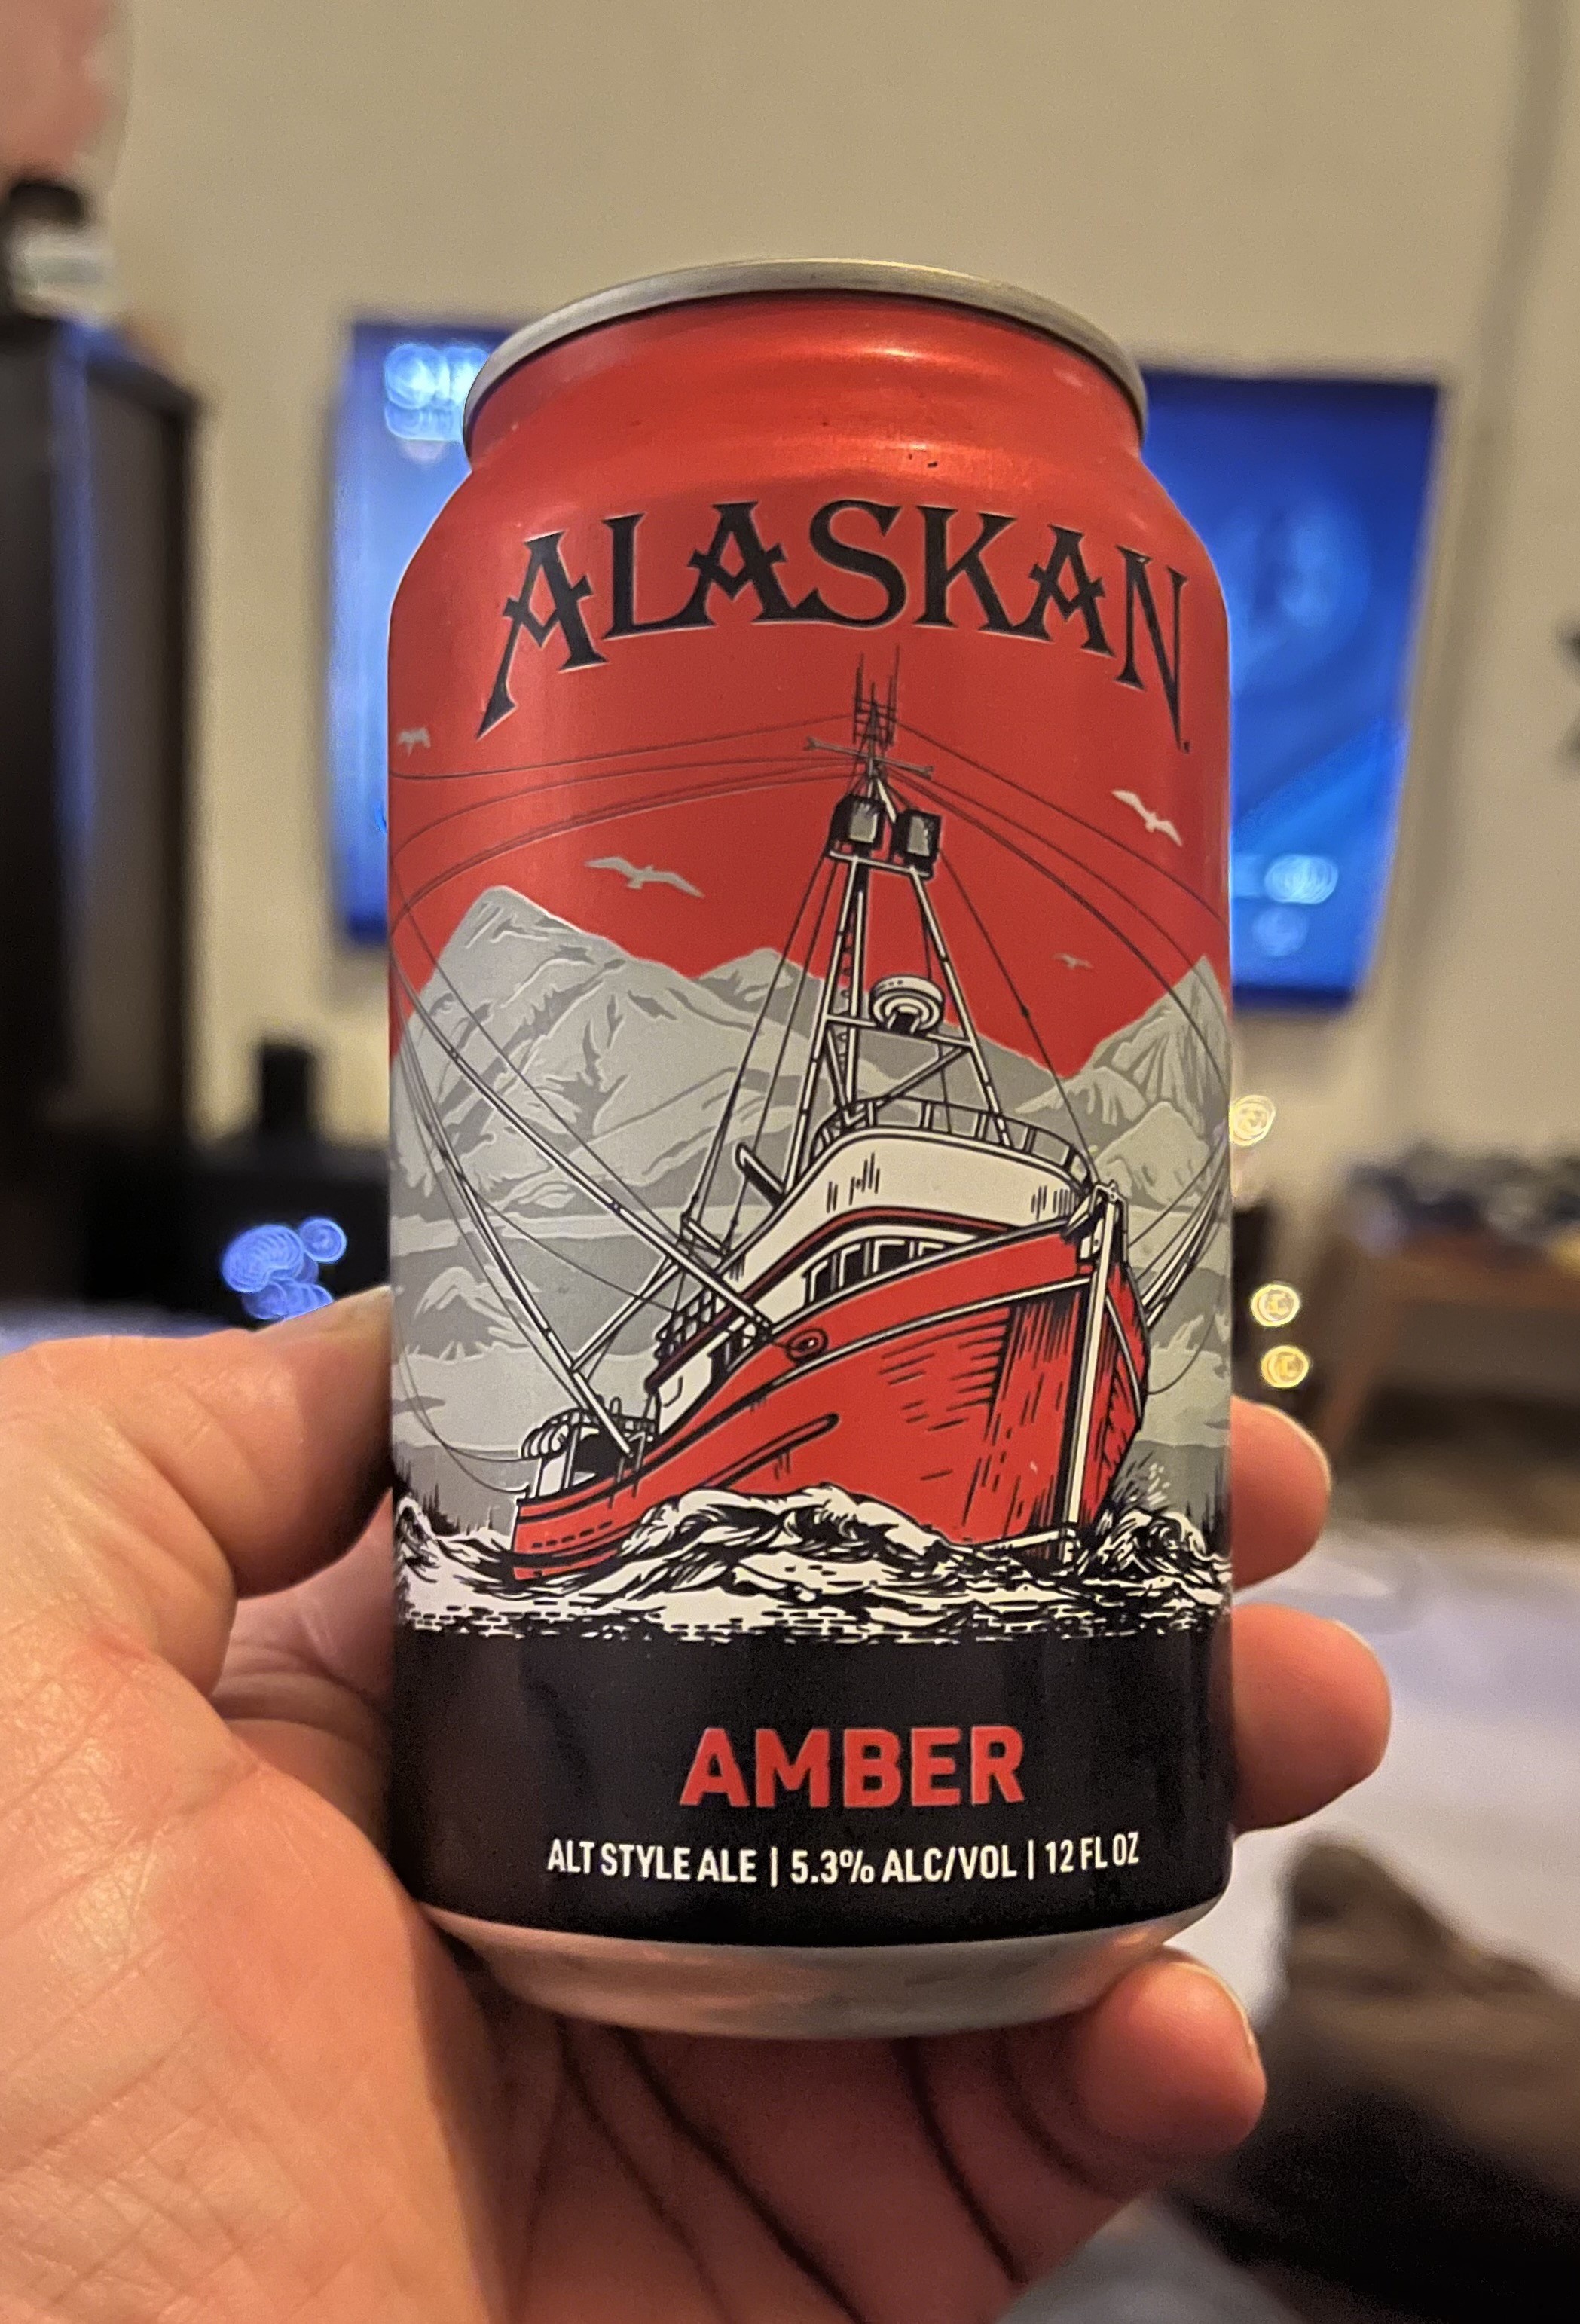 ALASKAN
AMBER
ALT STYLE ALE | 5.3% ALC/VOL | 12 FL OZ